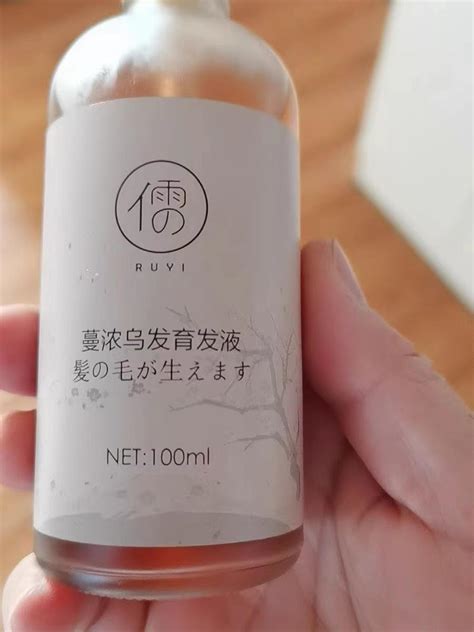 儒
RUYI
蔓浓乌发育发液
髪の毛が生えます
NET:100ml